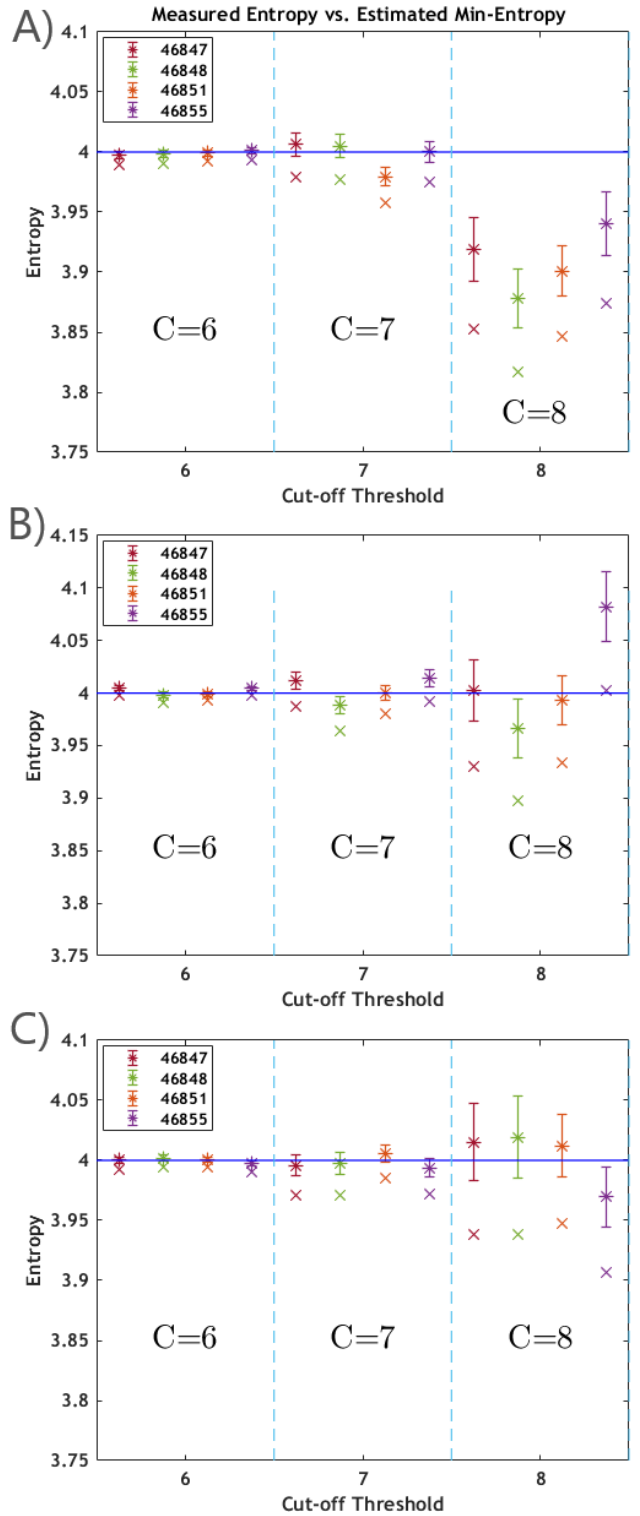 A)
Measured Entropy vs. Estimated Min-Entropy
4.1
4.05
4
3.95
3.9
3.85
3.8
3.75
Entropy
46847
46848
46851
46855
C=6
C=7
C=8
6
7
8
Cut-off Threshold
B)
4.15
4.1
4.05
4
3.95
3.9
3.85
3.8
3.75
Entropy
46847
46848
46851
46855
C=6
C=7
C=8
6
7
8
Cut-off Threshold
C)
4.1
4.05
4
3.95
3.9
3.85
3.8
3.75
Entropy
46847
46848
46851
46855
C=6
C=7
C=8
6
7
8
Cut-off Threshold